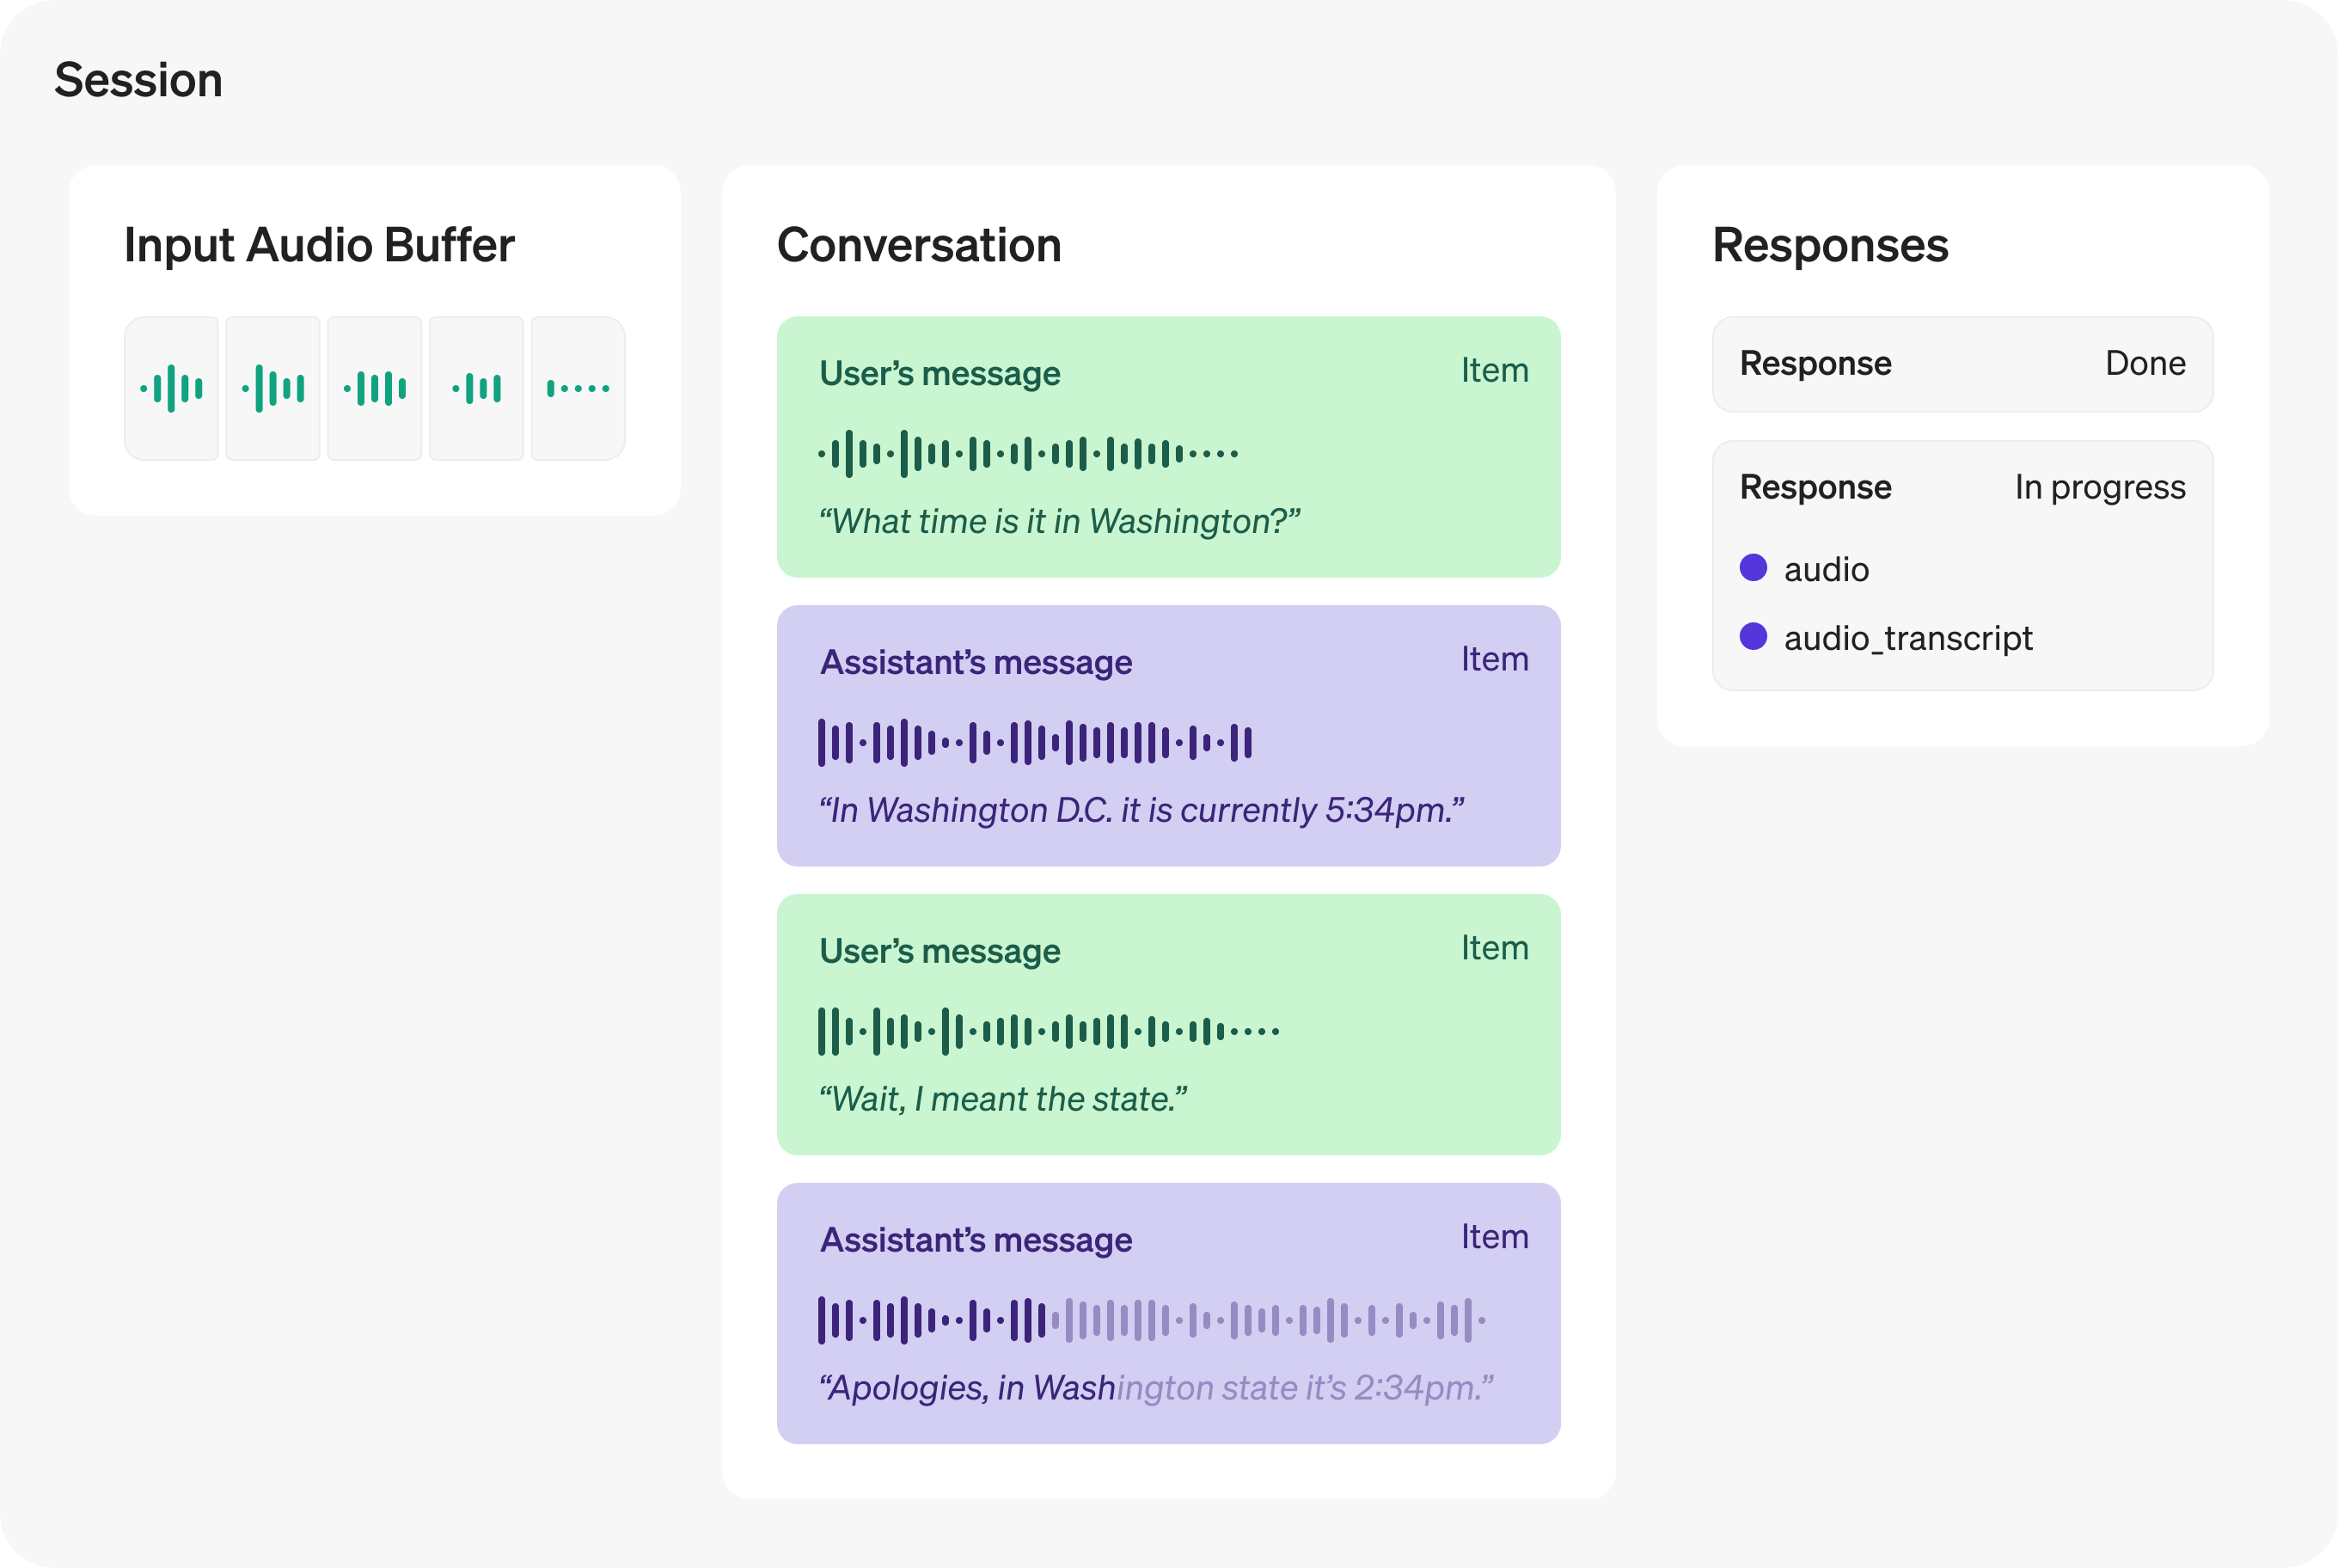 Session
Input Audio Buffer
Conversation
User’s message
Item
“What time is it in Washington?”
Assistant’s message
Item
“In Washington D.C. it is currently 5:34pm.”
User’s message
Item
“Wait, I meant the state.”
Assistant’s message
Item
“Apologies, in Washington state it’s 2:34pm.”
Responses
Response
Done
Response
In progress
audio
audio_transcript